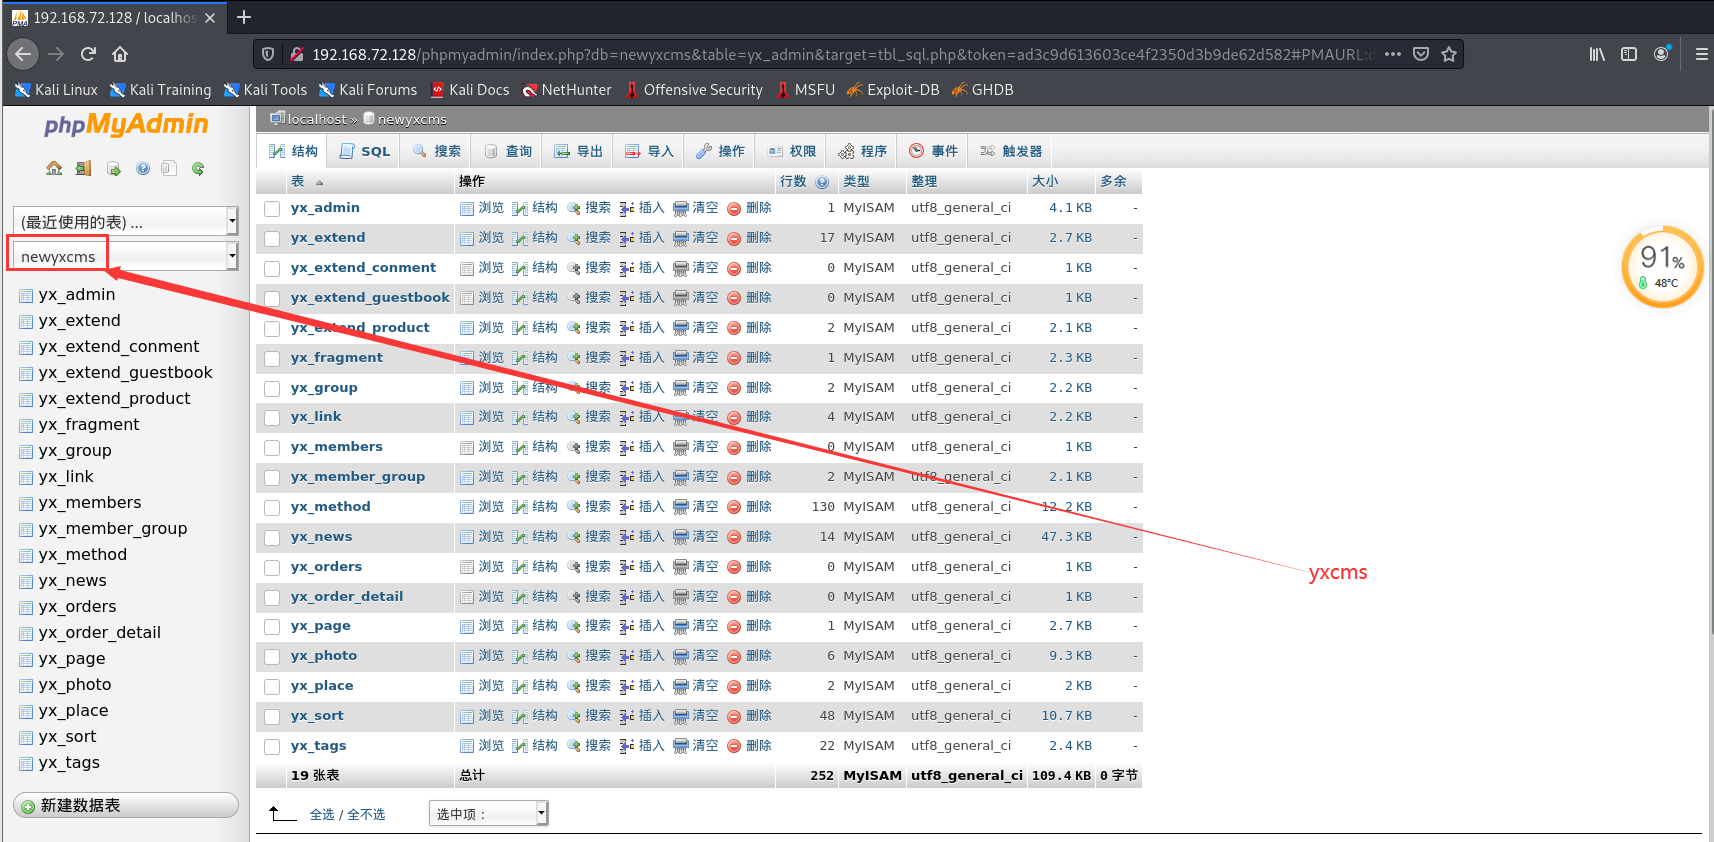 192.168.72.128 / localhos
192.168.72.128/phpmyadmin/index.php?db=newyxcms&table=yx_admin&target=tbl_sql.php&token=ad3c9d613603ce4f2350d3b9de62d582#PMAURL:d
Kali Linux Kali Training Kali Tools Kali Forums Kali Docs NetHunter Offensive Security MSFU Exploit-DB GHDB
phpMyAdmin
(最近使用的表) ...
newyxcms
yx_admin
yx_extend
yx_extend_conment
yx_extend_guestbook
yx_extend_product
yx_fragment
yx_group
yx_link
yx_members
yx_member_group
yx_method
yx_news
yx_orders
yx_order_detail
yx_page
yx_photo
yx_place
yx_sort
yx_tags
新建数据表
localhost » newyxcms
结构 SQL 搜索 查询 导出 导入 操作 权限 程序 事件 触发器
表 操作 行数 类型 整理 大小 多余
yx_admin 浏览 结构 搜索 插入 清空 删除 1 MyISAM utf8_general_ci 4.1 KB -
yx_extend 浏览 结构 搜索 插入 清空 删除 17 MyISAM utf8_general_ci 2.7 KB -
yx_extend_conment 浏览 结构 搜索 插入 清空 删除 0 MyISAM utf8_general_ci 1 KB -
yx_extend_guestbook 浏览 结构 搜索 插入 清空 删除 0 MyISAM utf8_general_ci 1 KB -
yx_extend_product 浏览 结构 搜索 插入 清空 删除 2 MyISAM utf8_general_ci 2.1 KB -
yx_fragment 浏览 结构 搜索 插入 清空 删除 1 MyISAM utf8_general_ci 2.3 KB -
yx_group 浏览 结构 搜索 插入 清空 删除 2 MyISAM utf8_general_ci 2.2 KB -
yx_link 浏览 结构 搜索 插入 清空 删除 4 MyISAM utf8_general_ci 2.2 KB -
yx_members 浏览 结构 搜索 插入 清空 删除 0 MyISAM utf8_general_ci 1 KB -
yx_member_group 浏览 结构 搜索 插入 清空 删除 2 MyISAM utf8_general_ci 2.1 KB -
yx_method 浏览 结构 搜索 插入 清空 删除 130 MyISAM utf8_general_ci 12.2 KB -
yx_news 浏览 结构 搜索 插入 清空 删除 14 MyISAM utf8_general_ci 47.3 KB -
yx_orders 浏览 结构 搜索 插入 清空 删除 0 MyISAM utf8_general_ci 1 KB -
yx_order_detail 浏览 结构 搜索 插入 清空 删除 0 MyISAM utf8_general_ci 1 KB -
yx_page 浏览 结构 搜索 插入 清空 删除 1 MyISAM utf8_general_ci 2.7 KB -
yx_photo 浏览 结构 搜索 插入 清空 删除 6 MyISAM utf8_general_ci 9.3 KB -
yx_place 浏览 结构 搜索 插入 清空 删除 2 MyISAM utf8_general_ci 2 KB -
yx_sort 浏览 结构 搜索 插入 清空 删除 48 MyISAM utf8_general_ci 10.7 KB -
yx_tags 浏览 结构 搜索 插入 清空 删除 22 MyISAM utf8_general_ci 2.4 KB -
19 张表 总计 252 MyISAM utf8_general_ci 109.4 KB 0 字节
全选 / 全不选 选中项：
yxcms
91%
48°C